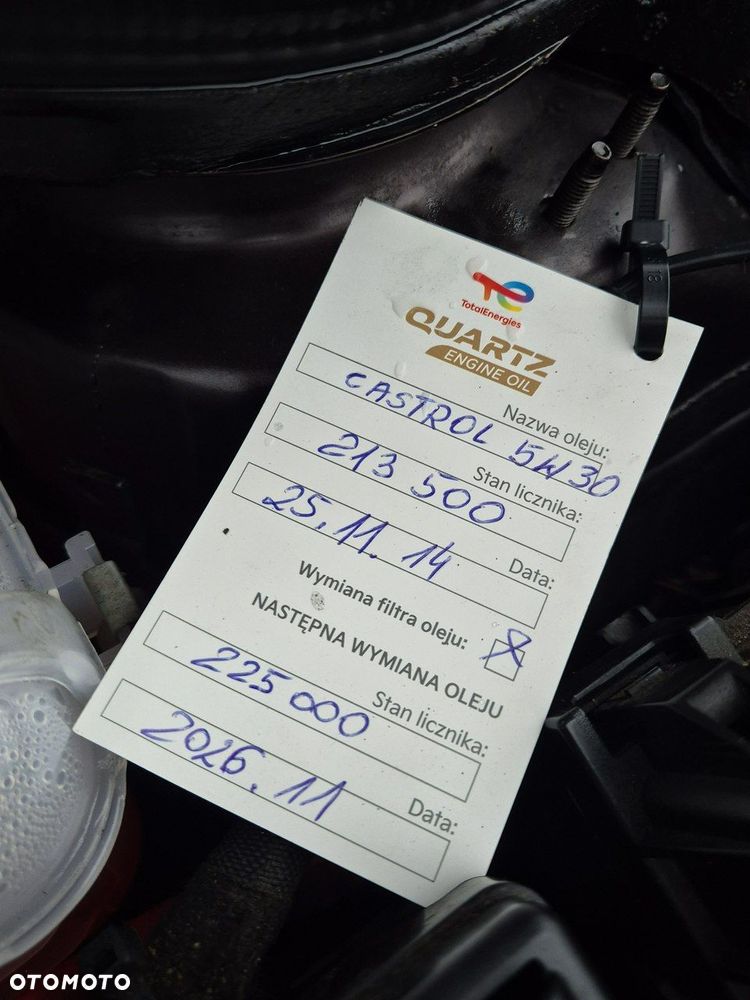 TotalEnergies
QUARTZ
ENGINE OIL
Nazwa oleju:
CASTROL 5W30
Stan licznika:
213 500
Data:
25.11.14
Wymiana filtra oleju: X
NASTĘPNA WYMIANA OLEJU
Stan licznika:
225 000
Data:
2026.11
OTOMOTO